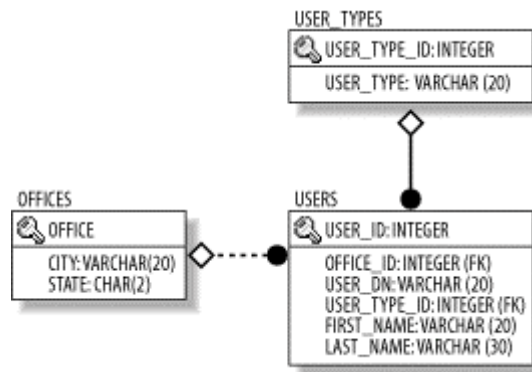 USER_TYPES
USER_TYPE_ID:INTEGER
USER_TYPE: VARCHAR (20)
OFFICES
OFFICE
CITY:VARCHAR(20)
STATE: CHAR(2)
USERS
USER_ID:INTEGER
OFFICE_ID:INTEGER (FK)
USER_DN:VARCHAR (20)
USER_TYPE_ID:INTEGER (FK)
FIRST_NAME:VARCHAR (20)
LAST_NAME:VARCHAR (30)